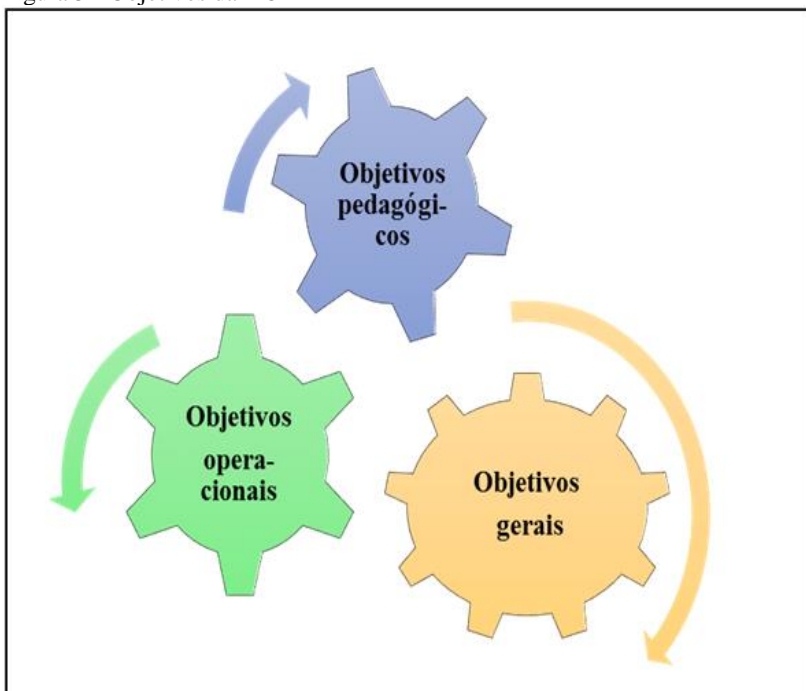 Objetivos
pedagógi-
cos
Objetivos
opera-
cionais
Objetivos
gerais